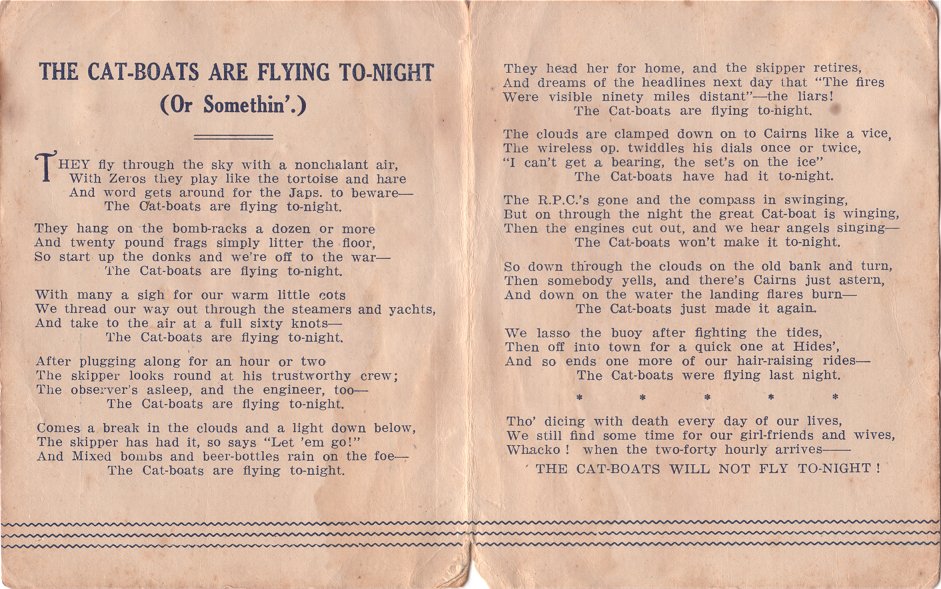 THE CAT-BOATS ARE FLYING TO-NIGHT
(Or Somethin'.)
THEY fly through the sky with a nonchalant air,
With Zeros they play like the tortoise and hare
And word gets around for the Japs. to beware—
The Cat-boats are flying to-night.
They hang on the bomb-racks a dozen or more
And twenty pound frags simply litter the floor,
So start up the donks and we're off to the war—
The Cat-boats are flying to-night.
With many a sigh for our warm little cots
We thread our way out through the steamers and yachts,
And take to the air at a full sixty knots—
The Cat-boats are flying to-night.
After plugging along for an hour or two
The skipper looks round at his trustworthy crew;
The observer's asleep, and the engineer, too—
The Cat-boats are flying to-night.
Comes a break in the clouds and a light down below,
The skipper has had it, so says "Let 'em go!"
And Mixed bombs and beer-bottles rain on the foe—
The Cat-boats are flying to-night.
They head her for home, and the skipper retires,
And dreams of the headlines next day that "The fires
Were visible ninety miles distant"—the liars!
The Cat-boats are flying to-night.
The clouds are clamped down on to Cairns like a vice,
The wireless op. twiddles his dials once or twice,
"I can't get a bearing, the set's on the ice"
The Cat-boats have had it to-night.
The R.P.C.'s gone and the compass in swinging,
But on through the night the great Cat-boat is winging,
Then the engines cut out, and we hear angels singing—
The Cat-boats won't make it to-night.
So down through the clouds on the old bank and turn,
Then somebody yells, and there's Cairns just astern,
And down on the water the landing flares burn—
The Cat-boats just made it again.
We lasso the buoy after fighting the tides,
Then off into town for a quick one at Hides',
And so ends one more of our hair-raising rides—
The Cat-boats were flying last night.
* * * * *
Tho' dicing with death every day of our lives,
We still find some time for our girl-friends and wives,
Whacko ! when the two-forty hourly arrives——
THE CAT-BOATS WILL NOT FLY TO-NIGHT !